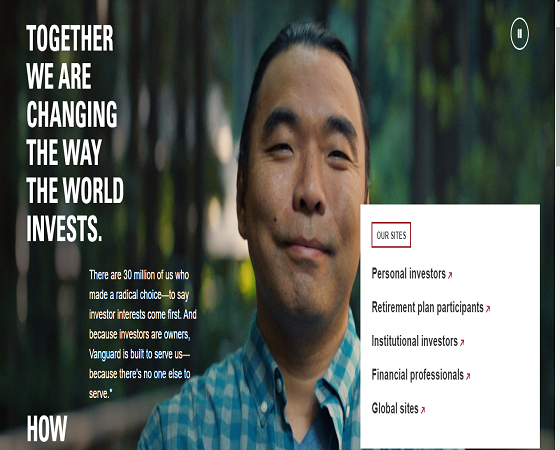 TOGETHER
WE ARE
CHANGING
THE WAY
THE WORLD
INVESTS.
There are 30 million of us who
made a radical choice—to say
investor interests come first. And
because investors are owners,
Vanguard is built to serve us—
because there's no one else to
serve.*
HOW
OUR SITES
Personal investors
Retirement plan participants
Institutional investors
Financial professionals
Global sites